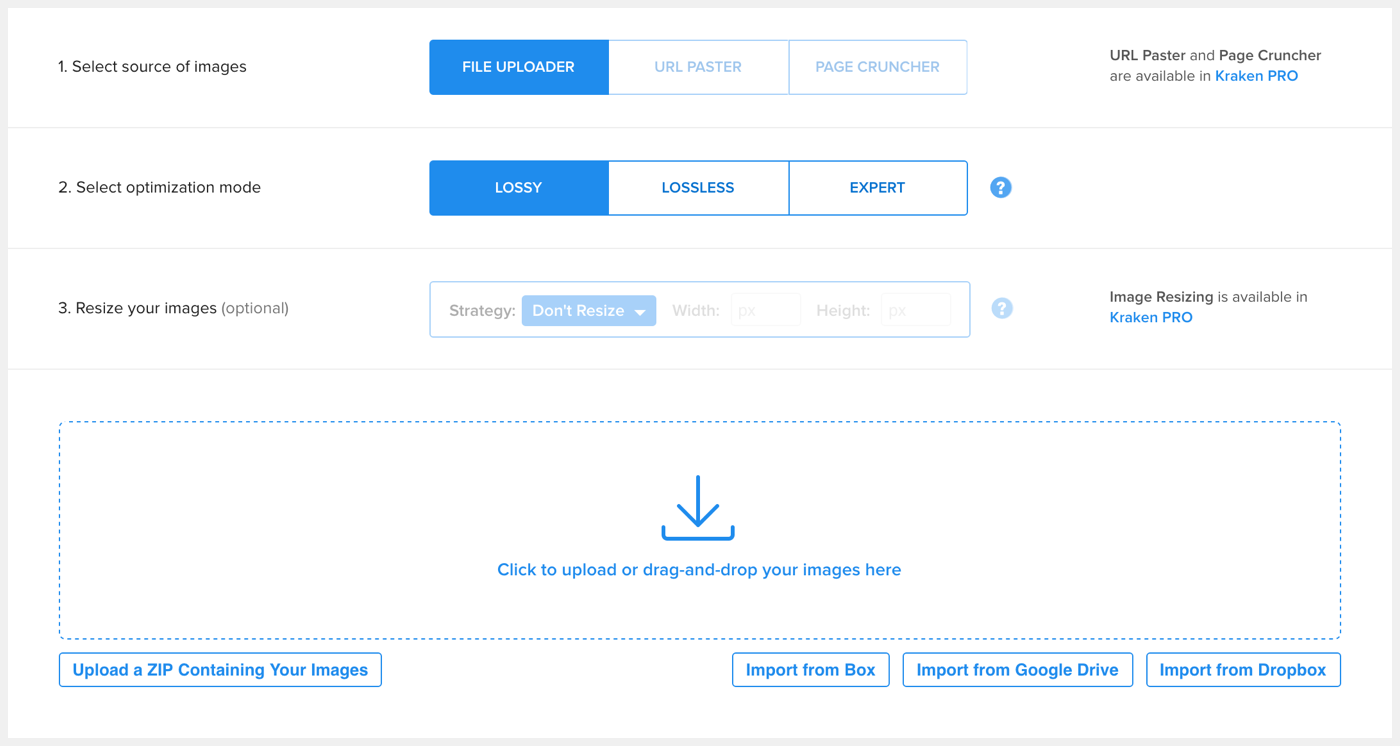 1. Select source of images
FILE UPLOADER
URL PASTER
PAGE CRUNCHER
URL Paster and Page Cruncher
are available in Kraken PRO
2. Select optimization mode
LOSSY
LOSSLESS
EXPERT
?
3. Resize your images (optional)
Strategy:
Don't Resize
Width:
px
Height:
px
?
Image Resizing is available in
Kraken PRO
Click to upload or drag-and-drop your images here
Upload a ZIP Containing Your Images
Import from Box
Import from Google Drive
Import from Dropbox